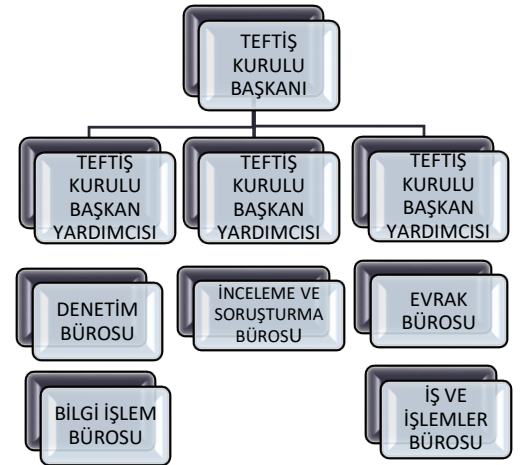 TEFTİŞ
KURULU
BAŞKANI
TEFTİŞ
KURULU
BAŞKAN
YARDIMCISI
TEFTİŞ
KURULU
BAŞKAN
YARDIMCISI
TEFTİŞ
KURULU
BAŞKAN
YARDIMCISI
DENETİM
BÜROSU
İNCELEME VE
SORUŞTURMA
BÜROSU
EVRAK
BÜROSU
BİLGİ İŞLEM
BÜROSU
İŞ VE
İŞLEMLER
BÜROSU